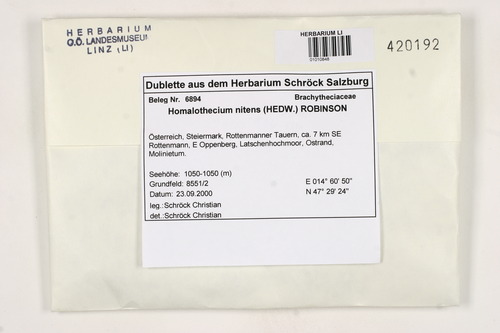 HERBARIUM
O.Ö. LANDESMUSEUM
LINZ (LI)
HERBARIUM LI
01010848
420192
Dublette aus dem Herbarium Schröck Salzburg
Beleg Nr. 6894 Brachytheciaceae
Homalothecium nitens (HEDW.) ROBINSON
Österreich, Steiermark, Rottenmanner Tauern, ca. 7 km SE
Rottenmann, E Oppenberg, Latschenhochmoor, Ostrand,
Molinietum.
Seehöhe: 1050-1050 (m)
Grundfeld: 8551/2 E 014° 60' 50"
Datum: 23.09.2000 N 47° 29' 24"
leg.: Schröck Christian
det.: Schröck Christian